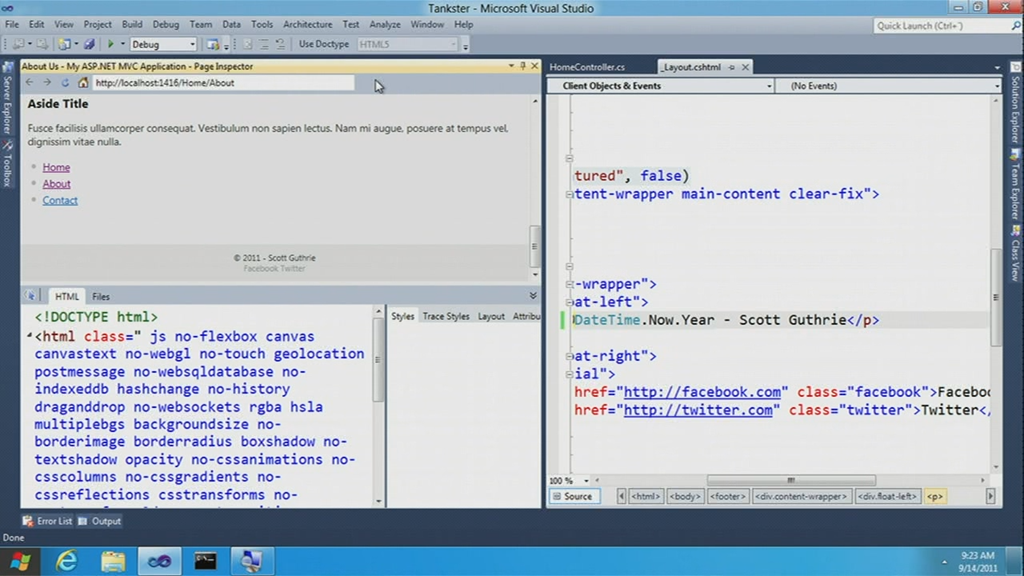 Tankster - Microsoft Visual Studio
File Edit View Project Build Debug Team Data Tools Architecture Test Analyze Window Help
Quick Launch (Ctrl+`)
Debug
Use Doctype HTML5
About Us - My ASP.NET MVC Application - Page Inspector
http://localhost:1416/Home/About
Aside Title
Fusce facilisis ullamcorper consequat. Vestibulum non sapien lectus. Nam mi augue, posuere at tempus vel,
dignissim vitae nulla.
Home
About
Contact
© 2011 - Scott Guthrie
Facebook Twitter
HTML Files
<!DOCTYPE html>
<html class=" js no-flexbox canvas
canvastext no-webgl no-touch geolocation
postmessage no-websqldatabase no-
indexeddb hashchange no-history
draganddrop no-websockets rgba hsla
multiplebgs backgroundsize no-
borderimage borderradius boxshadow no-
textshadow opacity no-cssanimations no-
csscolumns no-cssgradients no-
cssreflections csstransforms no-
Styles Trace Styles Layout Attribu
HomeController.cs _Layout.cshtml
Client Objects & Events (No Events)
tured", false)
tent-wrapper main-content clear-fix">
-wrapper">
at-left">
DateTime.Now.Year - Scott Guthrie</p>
at-right">
ial">
href="http://facebook.com" class="facebook">Facebo
href="http://twitter.com" class="twitter">Twitter</
100 %
Source <html> <body> <footer> <div.content-wrapper> <div.float-left> <p>
Server Explorer
Toolbox
Solution Explorer
Team Explorer
Class View
Error List Output
Done
9:23 AM
9/14/2011